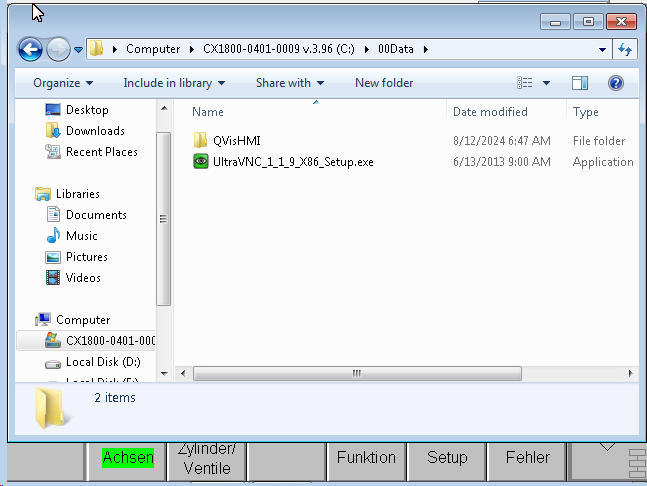 Computer ▸ CX1800-0401-0009 v.3.96 (C:) ▸ 00Data ▸
Organize Include in library Share with New folder
Desktop
Downloads
Recent Places
Libraries
Documents
Music
Pictures
Videos
Computer
CX1800-0401-000
Local Disk (D:)
Name Date modified Type
QVisHMI 8/12/2024 6:47 AM File folder
UltraVNC_1_1_9_X86_Setup.exe 6/13/2013 9:00 AM Application
2 items
Achsen
Zylinder/
Ventile
Funktion
Setup
Fehler